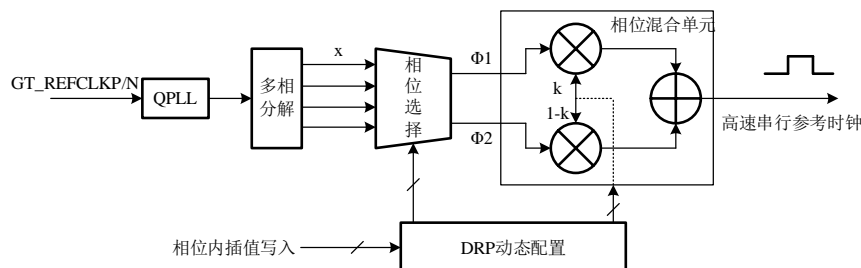 相位混合单元
x
Φ1
GT_REFCLKP/N
QPLL
多相
分解
相
位
选
择
k
1-k
Φ2
高速串行参考时钟
相位内插值写入
DRP动态配置